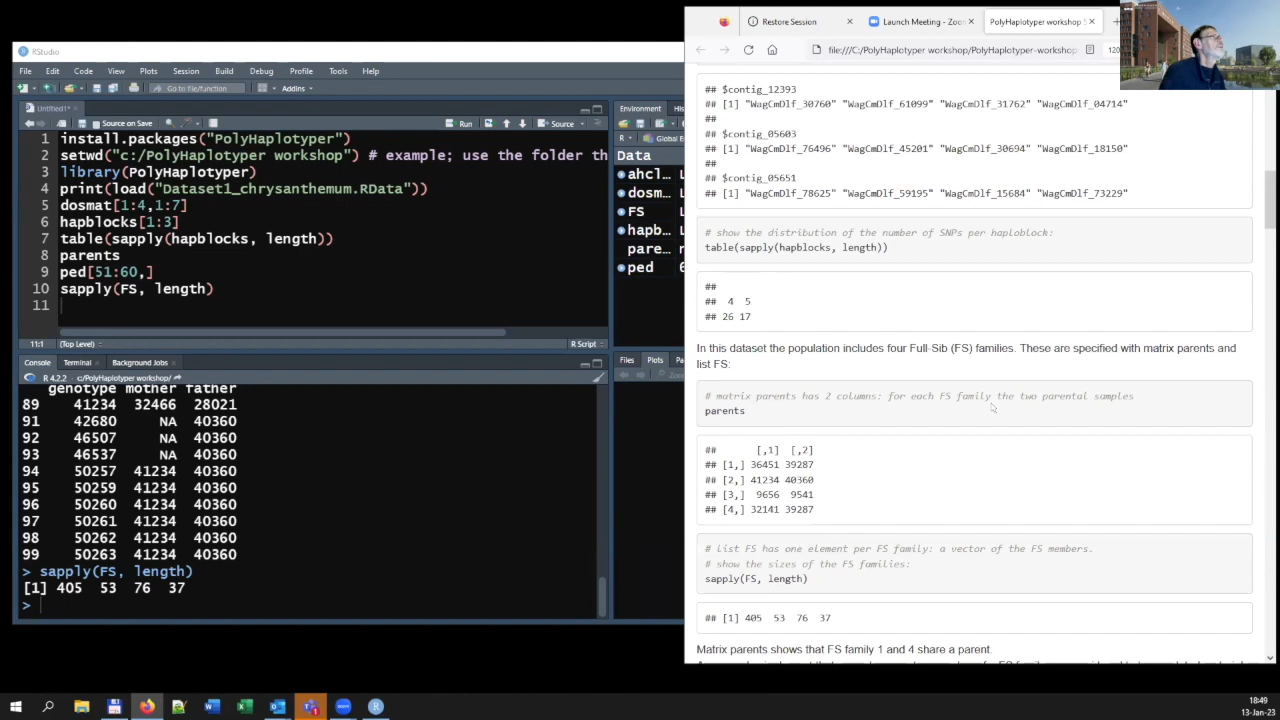 RStudio
File Edit Code View Plots Session Build Debug Profile Tools Help
Go to file/function Addins
Untitled1*
Source on Save Run Source
1 install.packages("PolyHaplotyper")
2 setwd("c:/PolyHaplotyper workshop") # example; use the folder th
3 library(PolyHaplotyper)
4 print(load("Dataset1_chrysanthemum.RData"))
5 dosmat[1:4,1:7]
6 hapblocks[1:3]
7 table(sapply(hapblocks, length))
8 parents
9 ped[51:60,]
10 sapply(FS, length)
11
11:1 (Top Level) R Script
Console Terminal Background Jobs
R 4.2.2 c:/PolyHaplotyper workshop/
genotype mother father
89 41234 32466 28021
91 42680 NA 40360
92 46507 NA 40360
93 46537 NA 40360
94 50257 41234 40360
95 50259 41234 40360
96 50260 41234 40360
97 50261 41234 40360
98 50262 41234 40360
99 50263 41234 40360
> sapply(FS, length)
[1] 405 53 76 37
>
Environment His
R Global E
Data
ahcl… L
dosm… L
FS L
hapb… L
pare… n
ped 6
Files Plots Pa
Restore Session
Launch Meeting - Zoo
PolyHaplotyper workshop
file:///C:/PolyHaplotyper workshop/PolyHaplotyper-workshop
120
## $contig_12393
## [1] "WagCmDlf_30760" "WagCmDlf_61099" "WagCmDlf_31762" "WagCmDlf_04714"
##
## $contig_05603
## [1] "WagCmDlf_76496" "WagCmDlf_45201" "WagCmDlf_30694" "WagCmDlf_18150"
##
## $contig_05651
## [1] "WagCmDlf_78625" "WagCmDlf_59195" "WagCmDlf_15684" "WagCmDlf_73229"
# show the distribution of the number of SNPs per haploblock:
table(sapply(hapblocks, length))
##
## 4 5
## 26 17
In this dataset the population includes four Full-Sib (FS) families. These are specified with matrix parents and
list FS:
# matrix parents has 2 columns: for each FS family the two parental samples
parents
## [,1] [,2]
## [1,] 36451 39287
## [2,] 41234 40360
## [3,] 9656 9541
## [4,] 32141 39287
# list FS has one element per FS family: a vector of the FS members.
# show the sizes of the FS families:
sapply(FS, length)
## [1] 405 53 76 37
Matrix parents shows that FS family 1 and 4 share a parent.
18:49
13-Jan-23